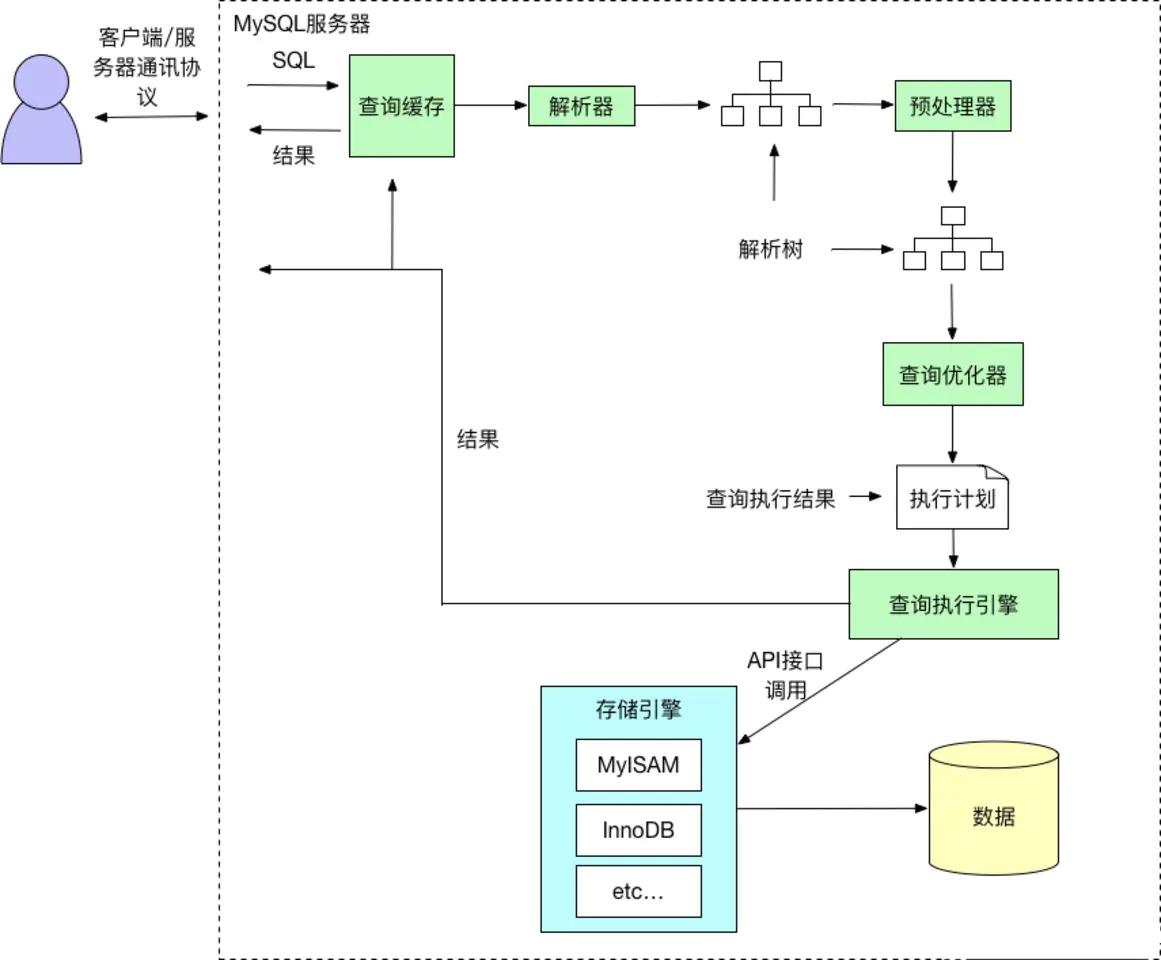 MySQL服务器
客户端/服
务器通讯协
议
SQL
结果
查询缓存
解析器
预处理器
解析树
查询优化器
结果
查询执行结果
执行计划
查询执行引擎
API接口
调用
存储引擎
MyISAM
InnoDB
etc...
数据